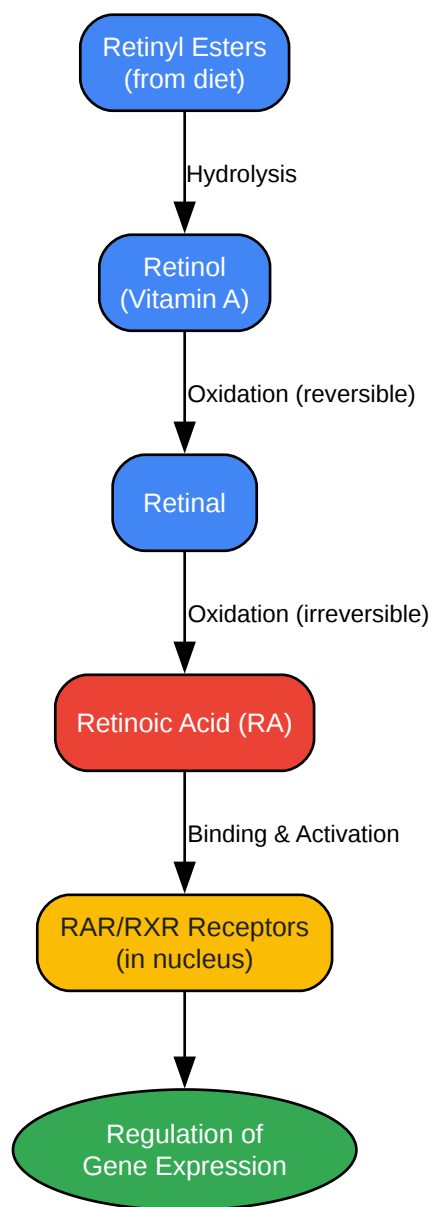 Retinyl Esters
(from diet)
Hydrolysis
Retinol
(Vitamin A)
Oxidation (reversible)
Retinal
Oxidation (irreversible)
Retinoic Acid (RA)
Binding & Activation
RAR/RXR Receptors
(in nucleus)
Regulation of
Gene Expression